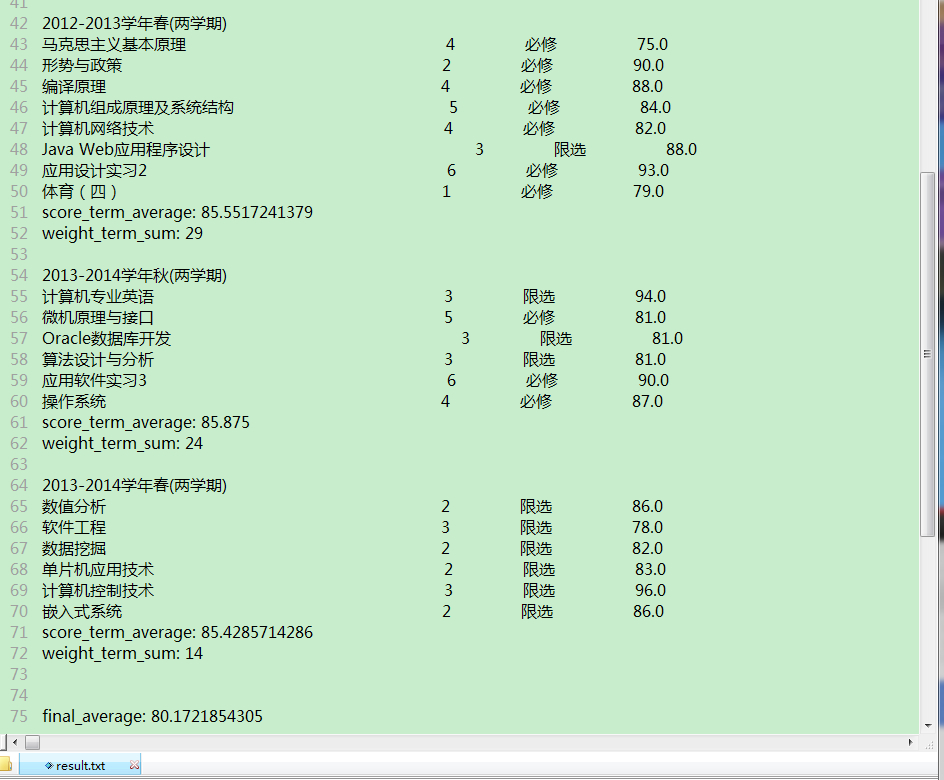 41
42 2012-2013学年春(两学期)
43 马克思主义基本原理 4 必修 75.0
44 形势与政策 2 必修 90.0
45 编译原理 4 必修 88.0
46 计算机组成原理及系统结构 5 必修 84.0
47 计算机网络技术 4 必修 82.0
48 Java Web应用程序设计 3 限选 88.0
49 应用设计实习2 6 必修 93.0
50 体育（四） 1 必修 79.0
51 score_term_average: 85.5517241379
52 weight_term_sum: 29
53
54 2013-2014学年秋(两学期)
55 计算机专业英语 3 限选 94.0
56 微机原理与接口 5 必修 81.0
57 Oracle数据库开发 3 限选 81.0
58 算法设计与分析 3 限选 81.0
59 应用软件实习3 6 必修 90.0
60 操作系统 4 必修 87.0
61 score_term_average: 85.875
62 weight_term_sum: 24
63
64 2013-2014学年春(两学期)
65 数值分析 2 限选 86.0
66 软件工程 3 限选 78.0
67 数据挖掘 2 限选 82.0
68 单片机应用技术 2 限选 83.0
69 计算机控制技术 3 限选 96.0
70 嵌入式系统 2 限选 86.0
71 score_term_average: 85.4285714286
72 weight_term_sum: 14
73
74
75 final_average: 80.1721854305
result.txt